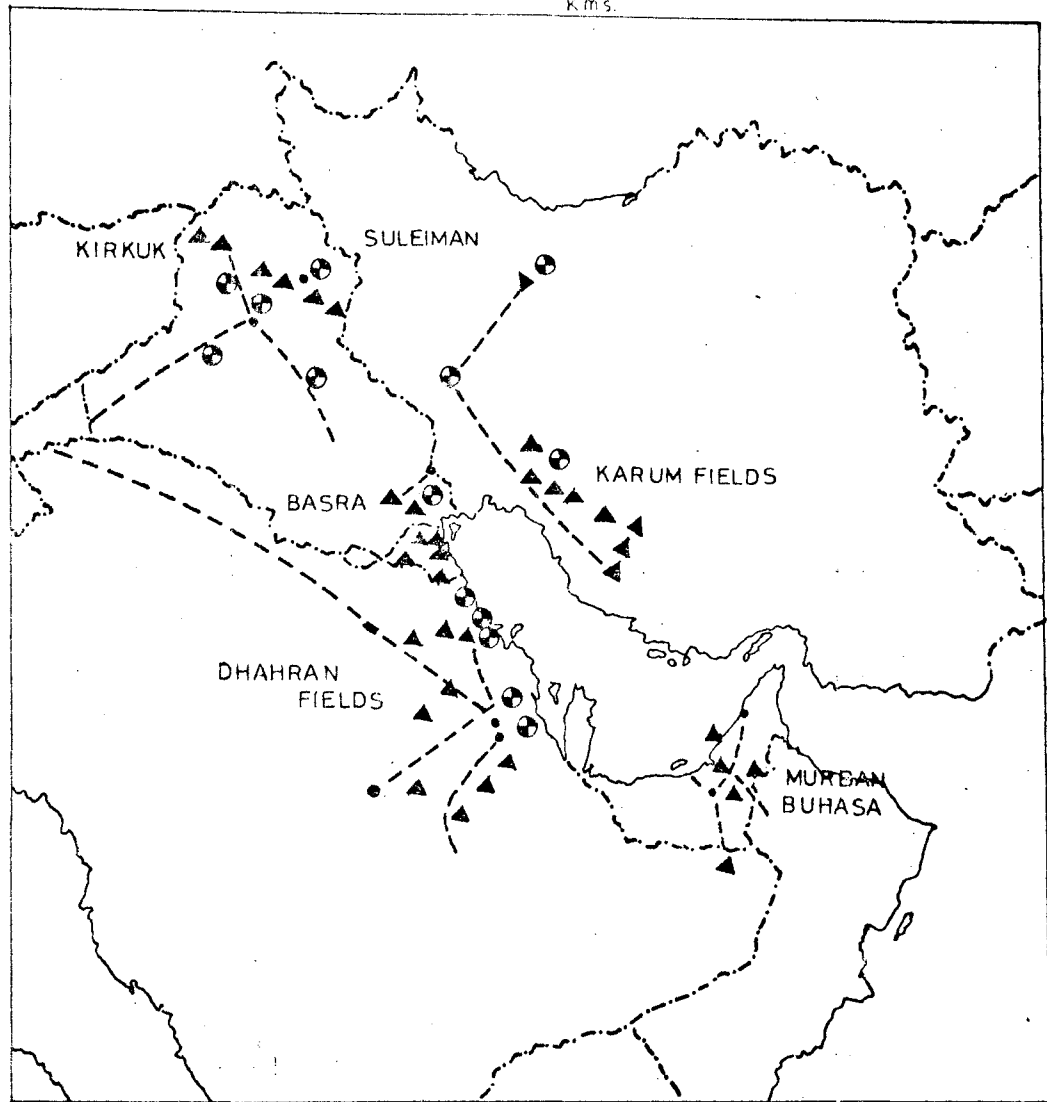 Kms.
KIRKUK
SULEIMAN
KARUM FIELDS
BASRA
DHAHRAN
FIELDS
MURBAN
BUHASA